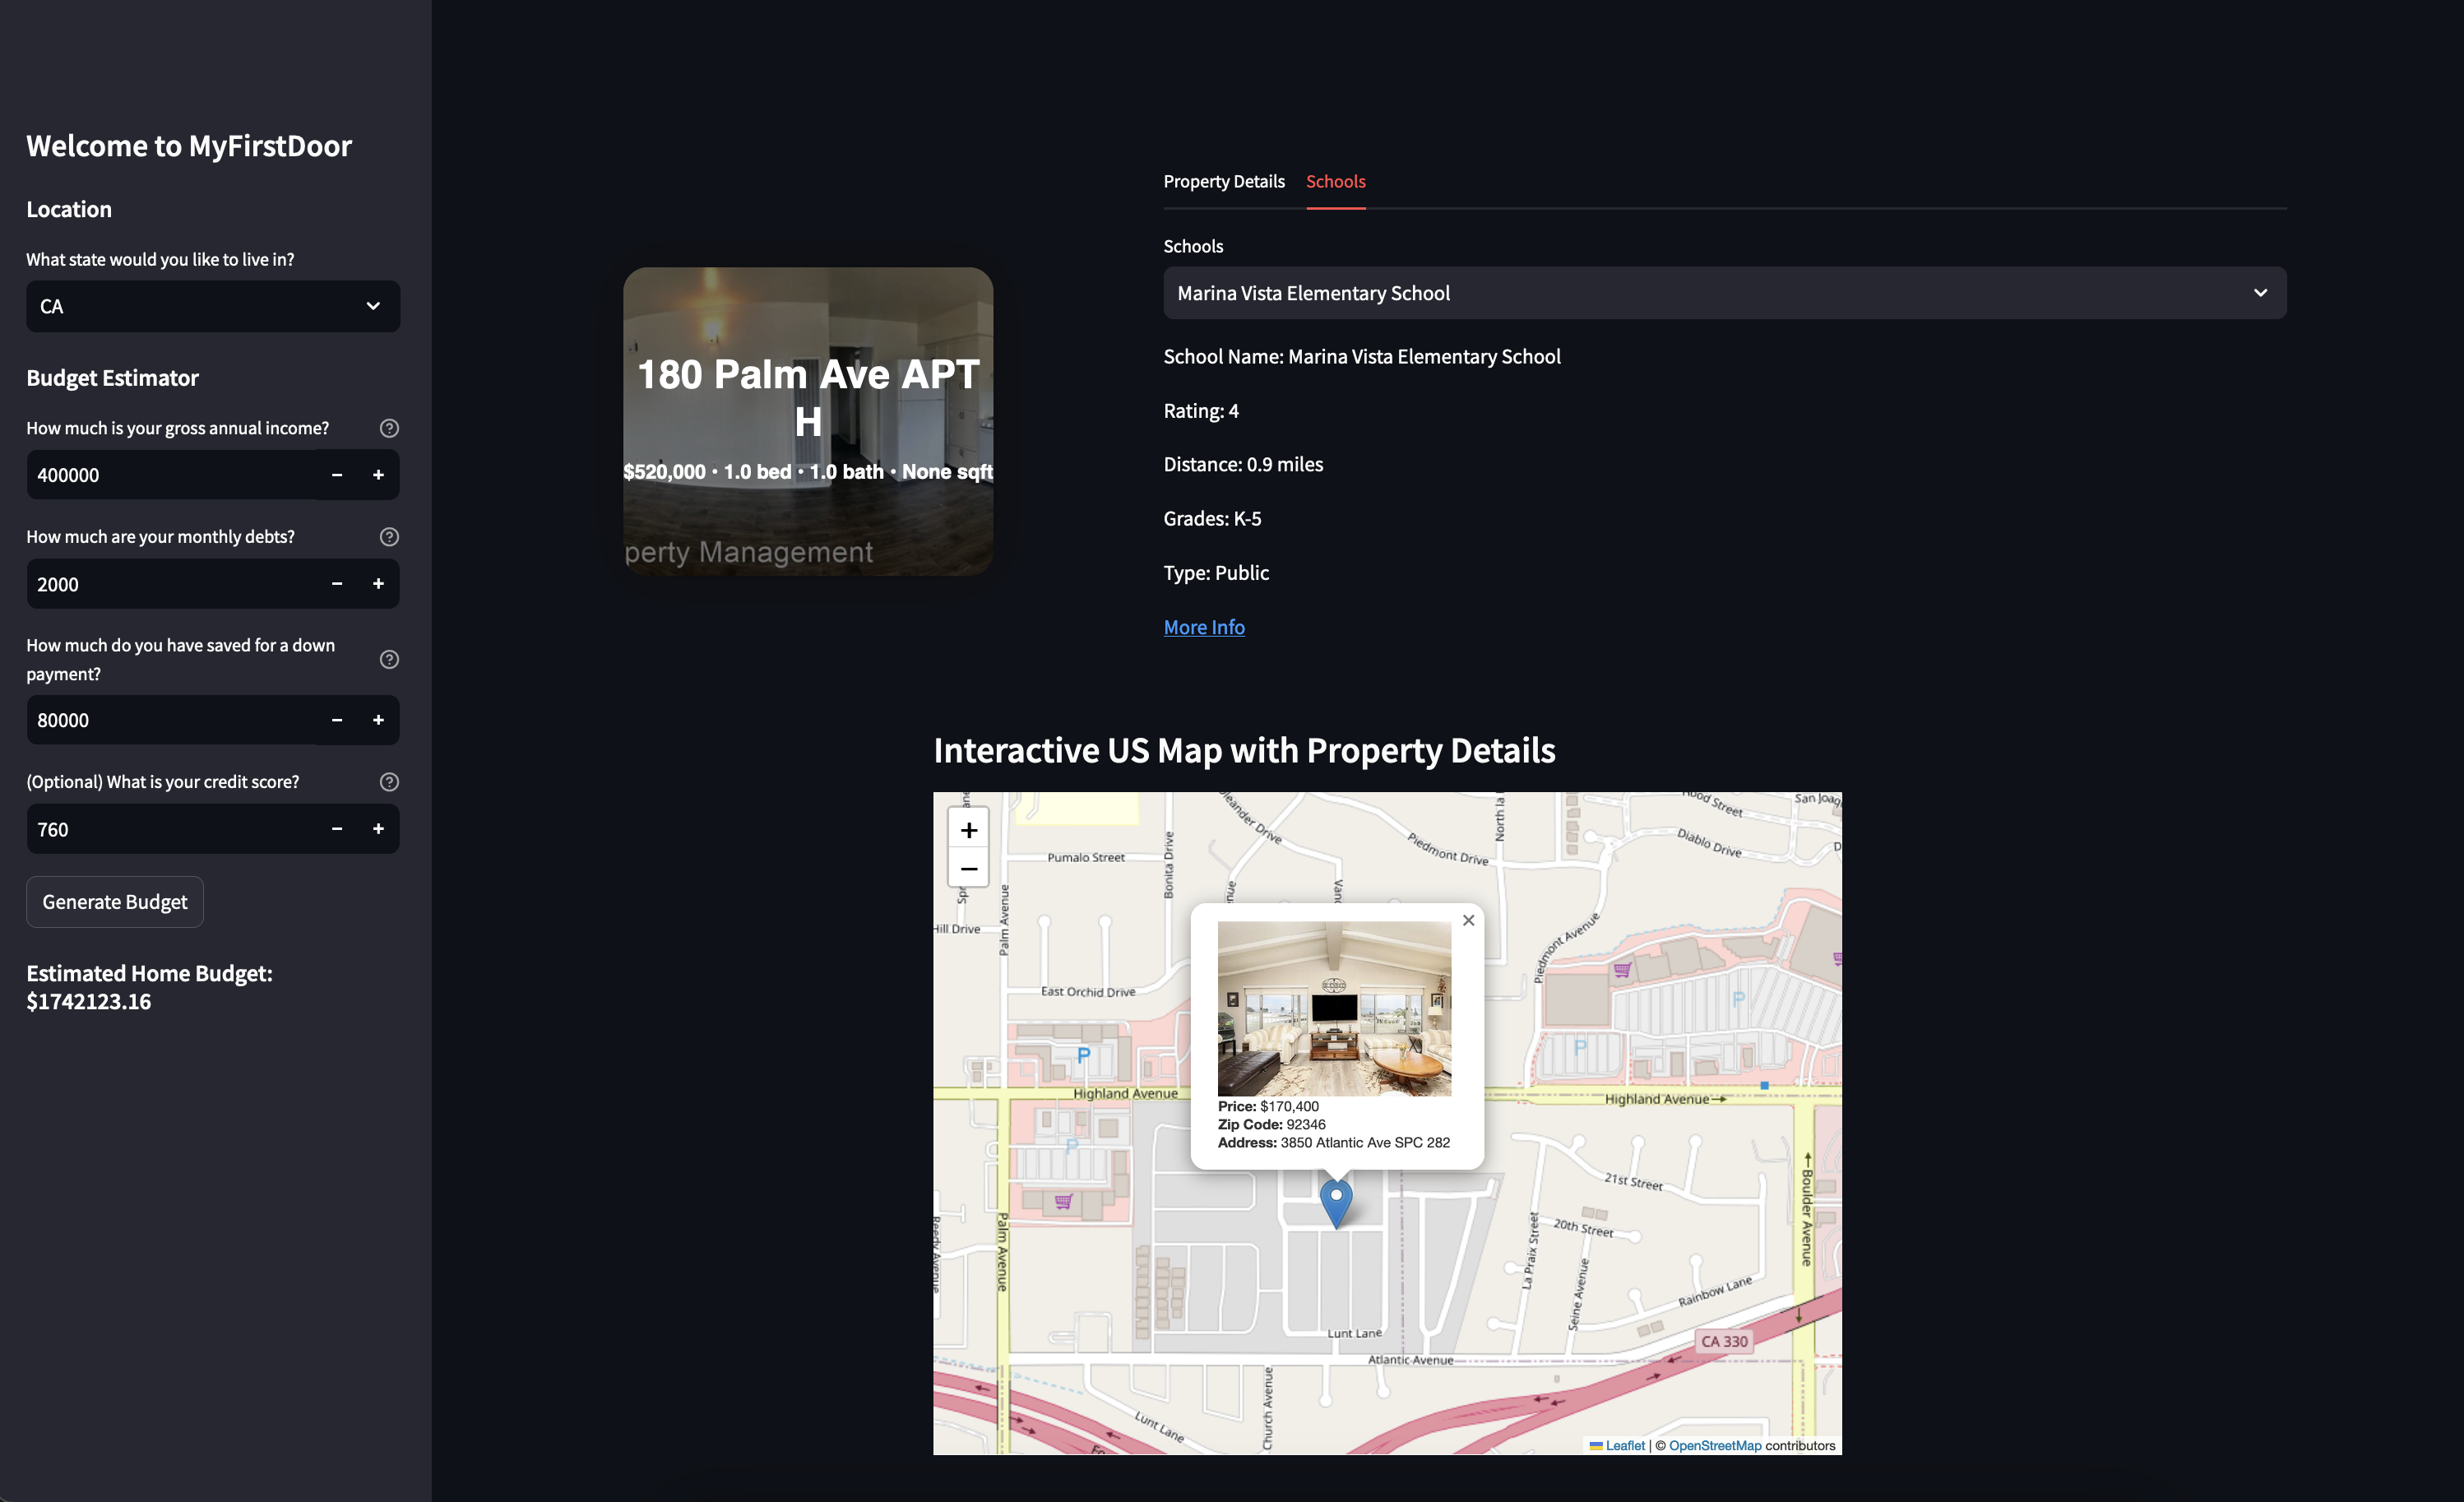 Welcome to MyFirstDoor
Location
What state would you like to live in?
CA
Budget Estimator
How much is your gross annual income?
400000
How much are your monthly debts?
2000
How much do you have saved for a down
payment?
80000
(Optional) What is your credit score?
760
Generate Budget
Estimated Home Budget:
$1742123.16
180 Palm Ave APT
H
$520,000 • 1.0 bed • 1.0 bath • None sqft
perty Management
Property Details
Schools
Schools
Marina Vista Elementary School
School Name: Marina Vista Elementary School
Rating: 4
Distance: 0.9 miles
Grades: K-5
Type: Public
More Info
Interactive US Map with Property Details
+
−
Pumalo Street
Bonita Drive
Palm Avenue
Hill Drive
East Orchid Drive
Piedmont Drive
Diablo Drive
Piedmont Avenue
P
P
P
P
Highland Avenue
Highland Avenue
×
Price: $170,400
Zip Code: 92346
Address: 3850 Atlantic Ave SPC 282
Palm Avenue
21st Street
20th Street
La Praix Street
Seine Avenue
Rainbow Lane
Boulder Avenue
Lunt Lane
Atlantic Avenue
CA 330
Lunt Lane
Church Avenue
Leaflet | © OpenStreetMap contributors